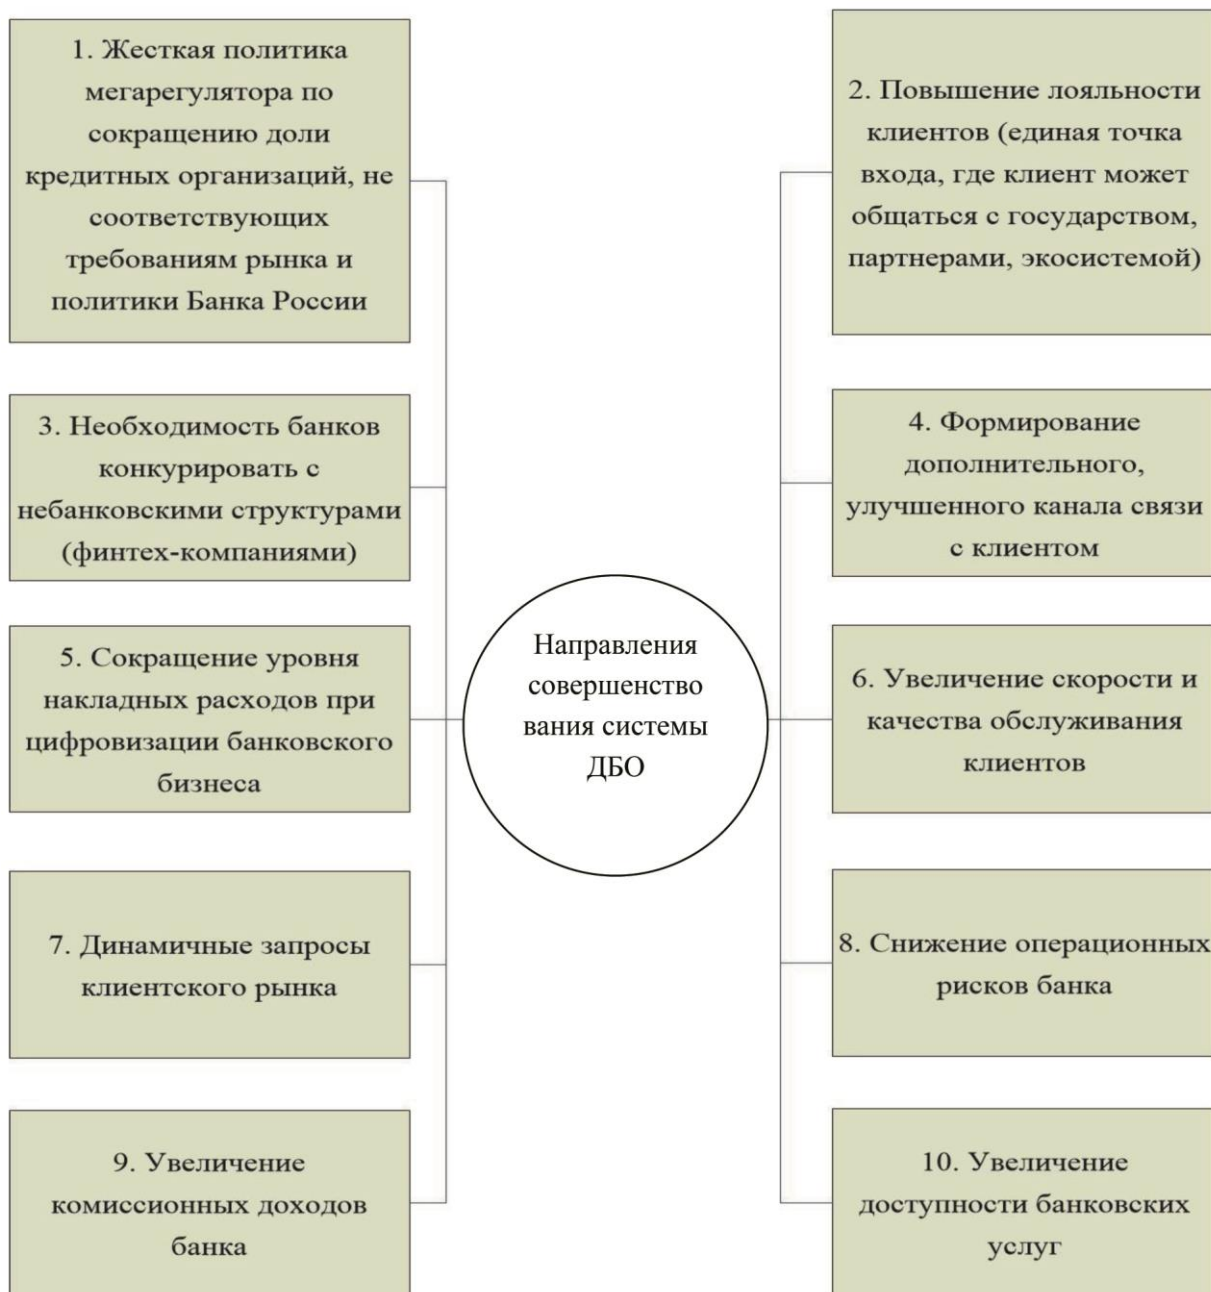 1. Жесткая политика
мегарегулятора по
сокращению доли
кредитных организаций, не
соответствующих
требованиям рынка и
политики Банка России
2. Повышение лояльности
клиентов (единая точка
входа, где клиент может
общаться с государством,
партнерами, экосистемой)
3. Необходимость банков
конкурировать с
небанковскими структурами
(финтех-компаниями)
4. Формирование
дополнительного,
улучшенного канала связи
с клиентом
Направления
совершенство
вания системы
ДБО
5. Сокращение уровня
накладных расходов при
цифровизации банковского
бизнеса
6. Увеличение скорости и
качества обслуживания
клиентов
7. Динамичные запросы
клиентского рынка
8. Снижение операционных
рисков банка
9. Увеличение
комиссионных доходов
банка
10. Увеличение
доступности банковских
услуг